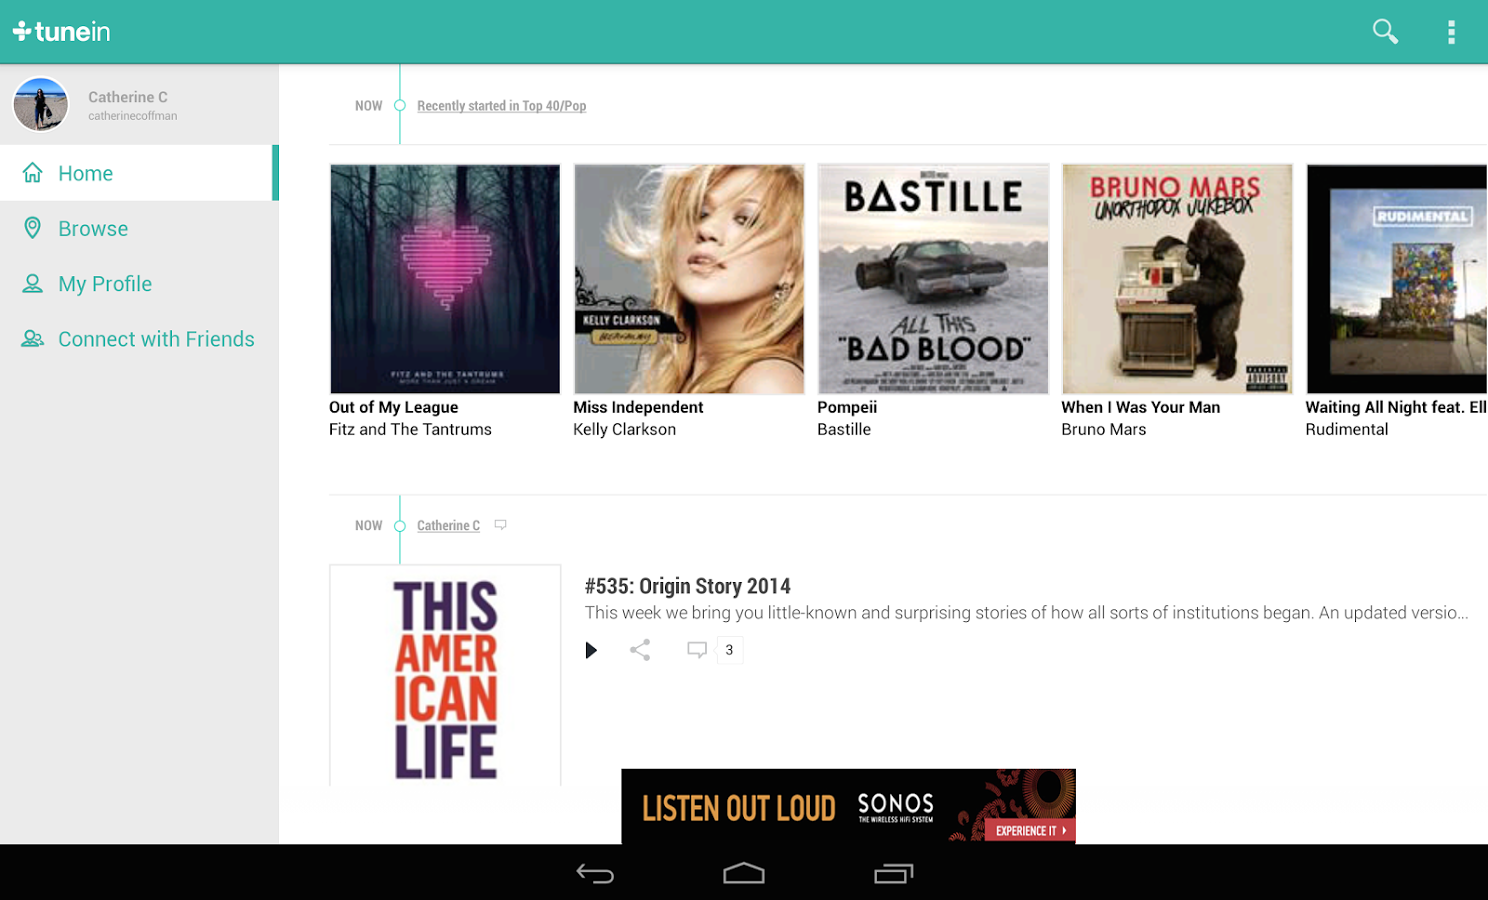 tunein
Catherine C
catherinecoffman
Home
Browse
My Profile
Connect with Friends
NOW
Recently started in Top 40/Pop
FITZ AND THE TANTRUMS
MORE THAN JUST A DREAM
Out of My League
Fitz and The Tantrums
KELLY CLARKSON
BREAKAWAY
Miss Independent
Kelly Clarkson
BASTILLE
ALL THIS
"BAD BLOOD"
Pompeii
Bastille
BRUNO MARS
UNORTHODOX JUKEBOX
PARENTAL
ADVISORY
When I Was Your Man
Bruno Mars
RUDIMENTAL
Waiting All Night feat. Ell
Rudimental
NOW
Catherine C
THIS
AMER
ICAN
LIFE
#535: Origin Story 2014
This week we bring you little-known and surprising stories of how all sorts of institutions began. An updated versio...
3
LISTEN OUT LOUD
SONOS
THE WIRELESS HIFI SYSTEM
EXPERIENCE IT